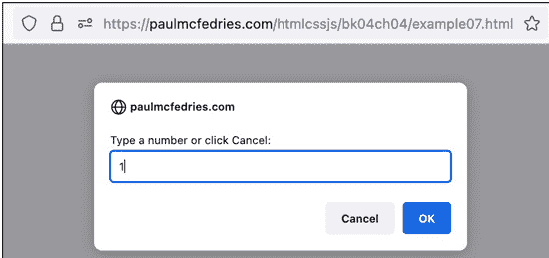 https://paulmcfedries.com/htmlcssjs/bk04ch04/example07.html
paulmcfedries.com
Type a number or click Cancel:
1
Cancel OK